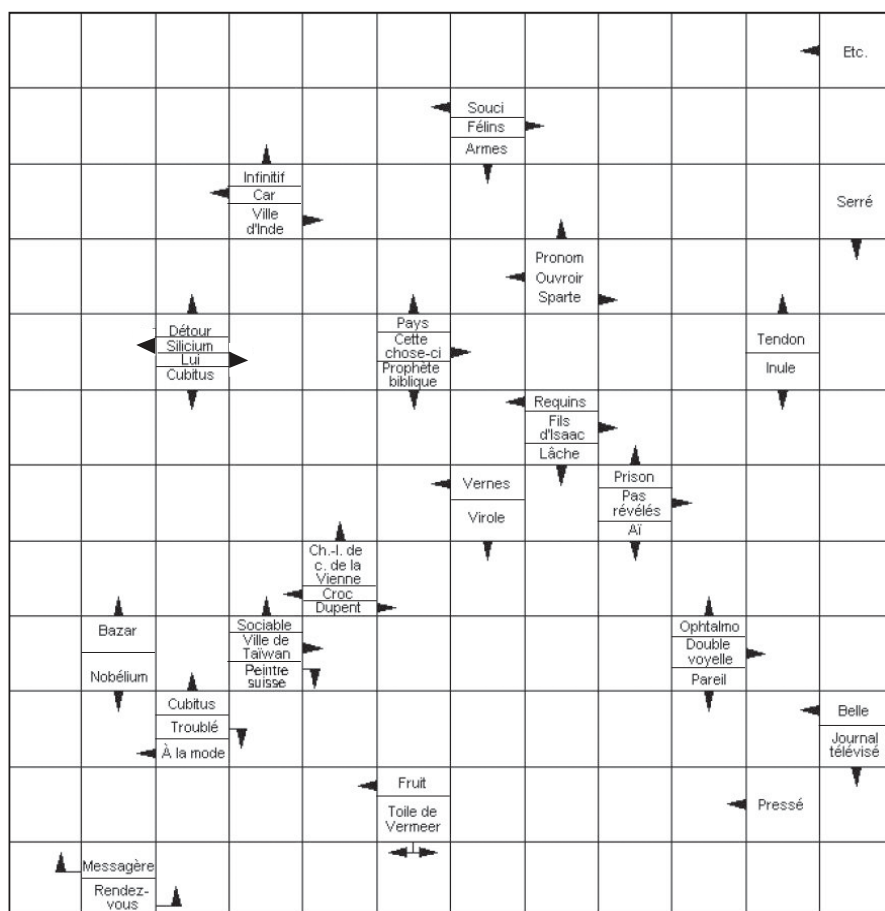 Etc.
Souci
Félins
Armes
Infinitif
Car
Ville
d'Inde
Serré
Pronom
Ouvroir
Sparte
Détour
Silicium
Lui
Cubitus
Pays
Cette
chose-ci
Prophète
biblique
Tendon
Inule
Requins
Fils
d'Isaac
Lâche
Vernes
Virole
Prison
Pas
révélés
Aï
Ch.-l. de
c. de la
Vienne
Croc
Dupent
Bazar
Nobélium
Sociable
Ville de
Taïwan
Peintre
suisse
Ophtalmo
Double
voyelle
Pareil
Cubitus
Troublé
À la mode
Belle
Journal
télévisé
Fruit
Toile de
Vermeer
Pressé
Messagère
Rendez-
vous